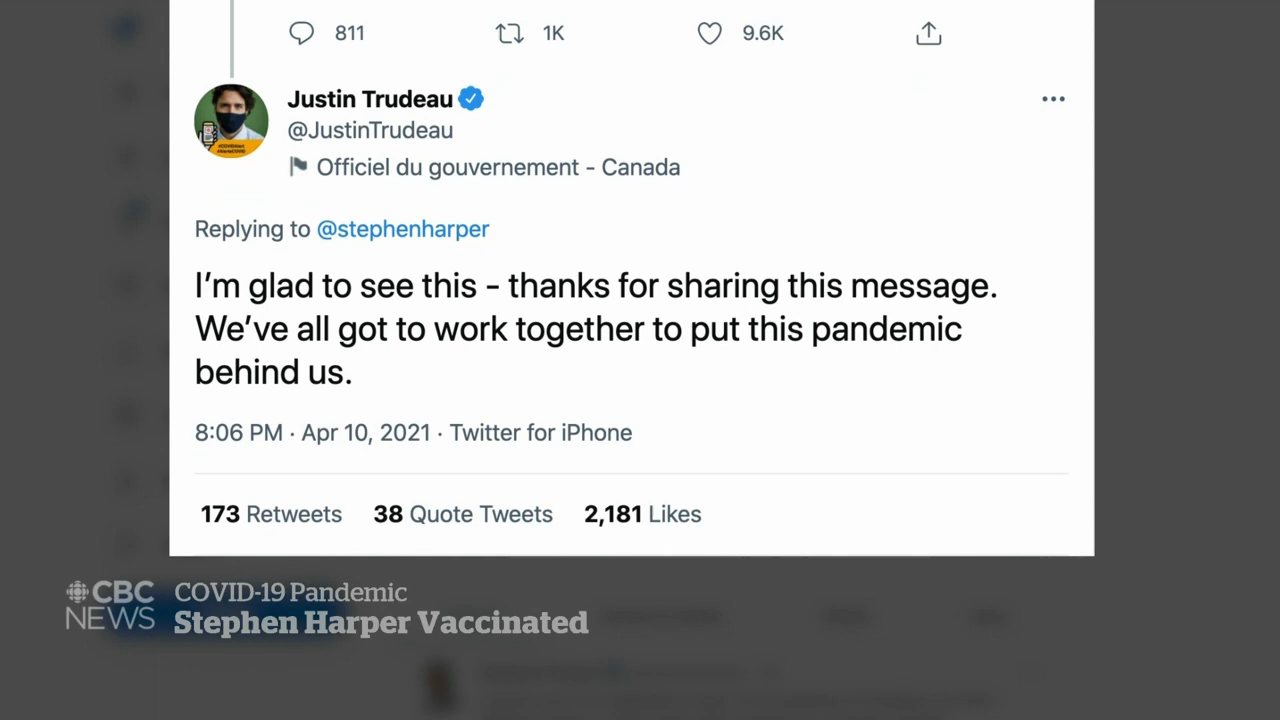 811 1K 9.6K
Justin Trudeau
@JustinTrudeau
Officiel du gouvernement - Canada
Replying to @stephenharper
I'm glad to see this – thanks for sharing this message.
We've all got to work together to put this pandemic
behind us.
8:06 PM · Apr 10, 2021 · Twitter for iPhone
173 Retweets 38 Quote Tweets 2,181 Likes
CBC NEWS
COVID-19 Pandemic
Stephen Harper Vaccinated